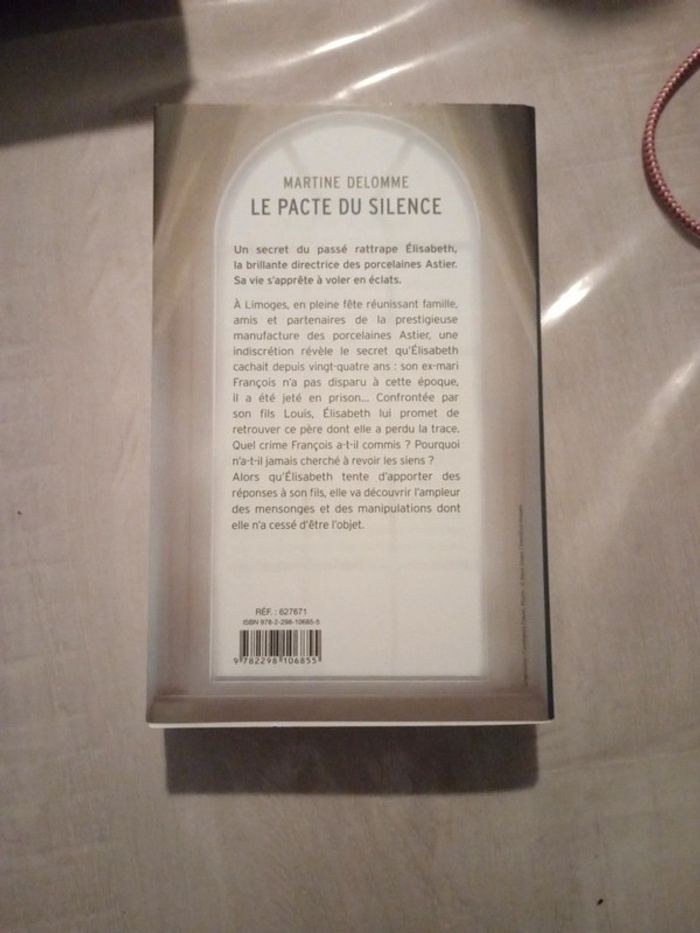 MARTINE DELOMME
LE PACTE DU SILENCE
Un secret du passé rattrape Élisabeth,
la brillante directrice des porcelaines Astier.
Sa vie s'apprête à voler en éclats.
À Limoges, en pleine fête réunissant famille,
amis et partenaires de la prestigieuse
manufacture des porcelaines Astier, une
indiscrétion révèle le secret qu'Élisabeth
cachait depuis vingt-quatre ans : son ex-mari
François n'a pas disparu à cette époque,
il a été jeté en prison... Confrontée par
son fils Louis, Élisabeth lui promet de
retrouver ce père dont elle a perdu la trace.
Quel crime François a-t-il commis ? Pourquoi
n'a-t-il jamais cherché à revoir les siens ?
Alors qu'Élisabeth tente d'apporter des
réponses à son fils, elle va découvrir l'ampleur
des mensonges et des manipulations dont
elle n'a cessé d'être l'objet.
RÉF. : 627671
ISBN 978-2-298-10685-5
9 782298 106855